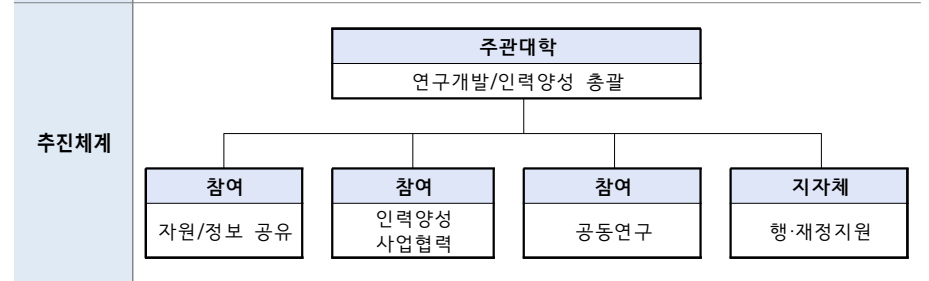 주관대학
연구개발/인력양성 총괄
추진체계
참여
자원/정보 공유
참여
인력양성
사업협력
참여
공동연구
지자체
행·재정지원